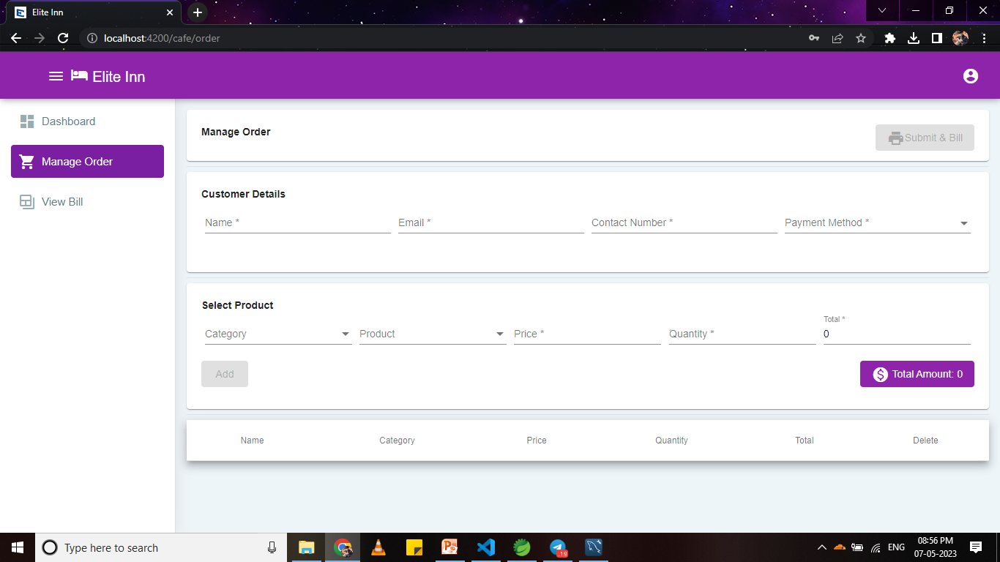 Elite Inn
localhost:4200/cafe/order
Elite Inn
Dashboard
Manage Order
View Bill
Manage Order
Submit & Bill
Customer Details
Name *
Email *
Contact Number *
Payment Method *
Select Product
Category
Product
Price *
Quantity *
Total *
0
Add
Total Amount: 0
Name
Category
Price
Quantity
Total
Delete
Type here to search
..19
ENG
08:56 PM
07-05-2023